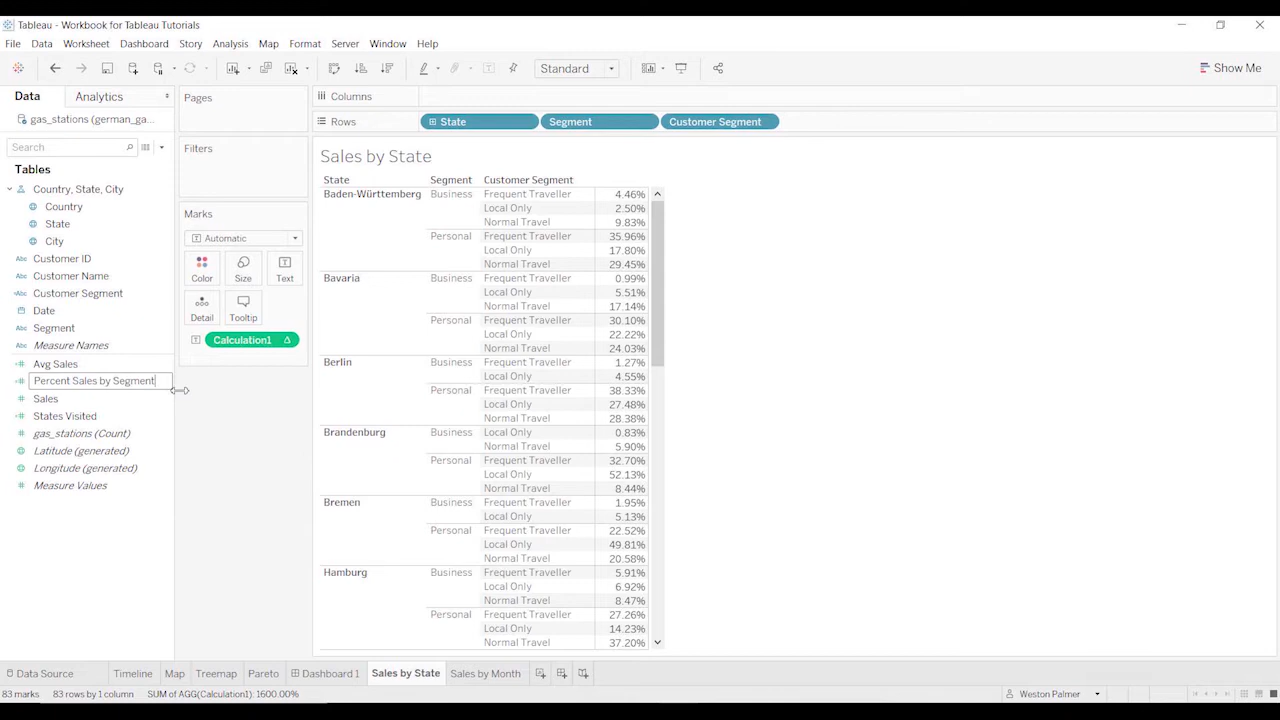 Tableau - Workbook for Tableau Tutorials
File Data Worksheet Dashboard Story Analysis Map Format Server Window Help
Standard
Show Me
Data Analytics
Pages
Columns
gas_stations (german_ga...
Rows State Segment Customer Segment
Search
Filters
Sales by State
Tables
State Segment Customer Segment
Country, State, City
Country
State
City
Customer ID
Abc Customer Name
Customer Segment
Date
Segment
Measure Names
Avg Sales
Percent Sales by Segment
Sales
States Visited
gas_stations (Count)
Latitude (generated)
Longitude (generated)
Measure Values
Marks
Automatic
Color Size Text
Detail Tooltip
Calculation1
Baden-Württemberg Business Frequent Traveller 4.46%
Local Only 2.50%
Normal Travel 9.83%
Personal Frequent Traveller 35.96%
Local Only 17.80%
Normal Travel 29.45%
Bavaria Business Frequent Traveller 0.99%
Local Only 5.51%
Normal Travel 17.14%
Personal Frequent Traveller 30.10%
Local Only 22.22%
Normal Travel 24.03%
Berlin Business Frequent Traveller 1.27%
Local Only 4.55%
Personal Frequent Traveller 38.33%
Local Only 27.48%
Normal Travel 28.38%
Brandenburg Business Local Only 0.83%
Normal Travel 5.90%
Personal Frequent Traveller 32.70%
Local Only 52.13%
Normal Travel 8.44%
Bremen Business Frequent Traveller 1.95%
Local Only 5.13%
Personal Frequent Traveller 22.52%
Local Only 49.81%
Normal Travel 20.58%
Hamburg Business Frequent Traveller 5.91%
Local Only 6.92%
Normal Travel 8.47%
Personal Frequent Traveller 27.26%
Local Only 14.23%
Normal Travel 37.20%
Data Source Timeline Map Treemap Pareto Dashboard 1 Sales by State Sales by Month
83 marks 83 rows by 1 column SUM of AGG(Calculation1): 1600.00% Weston Palmer